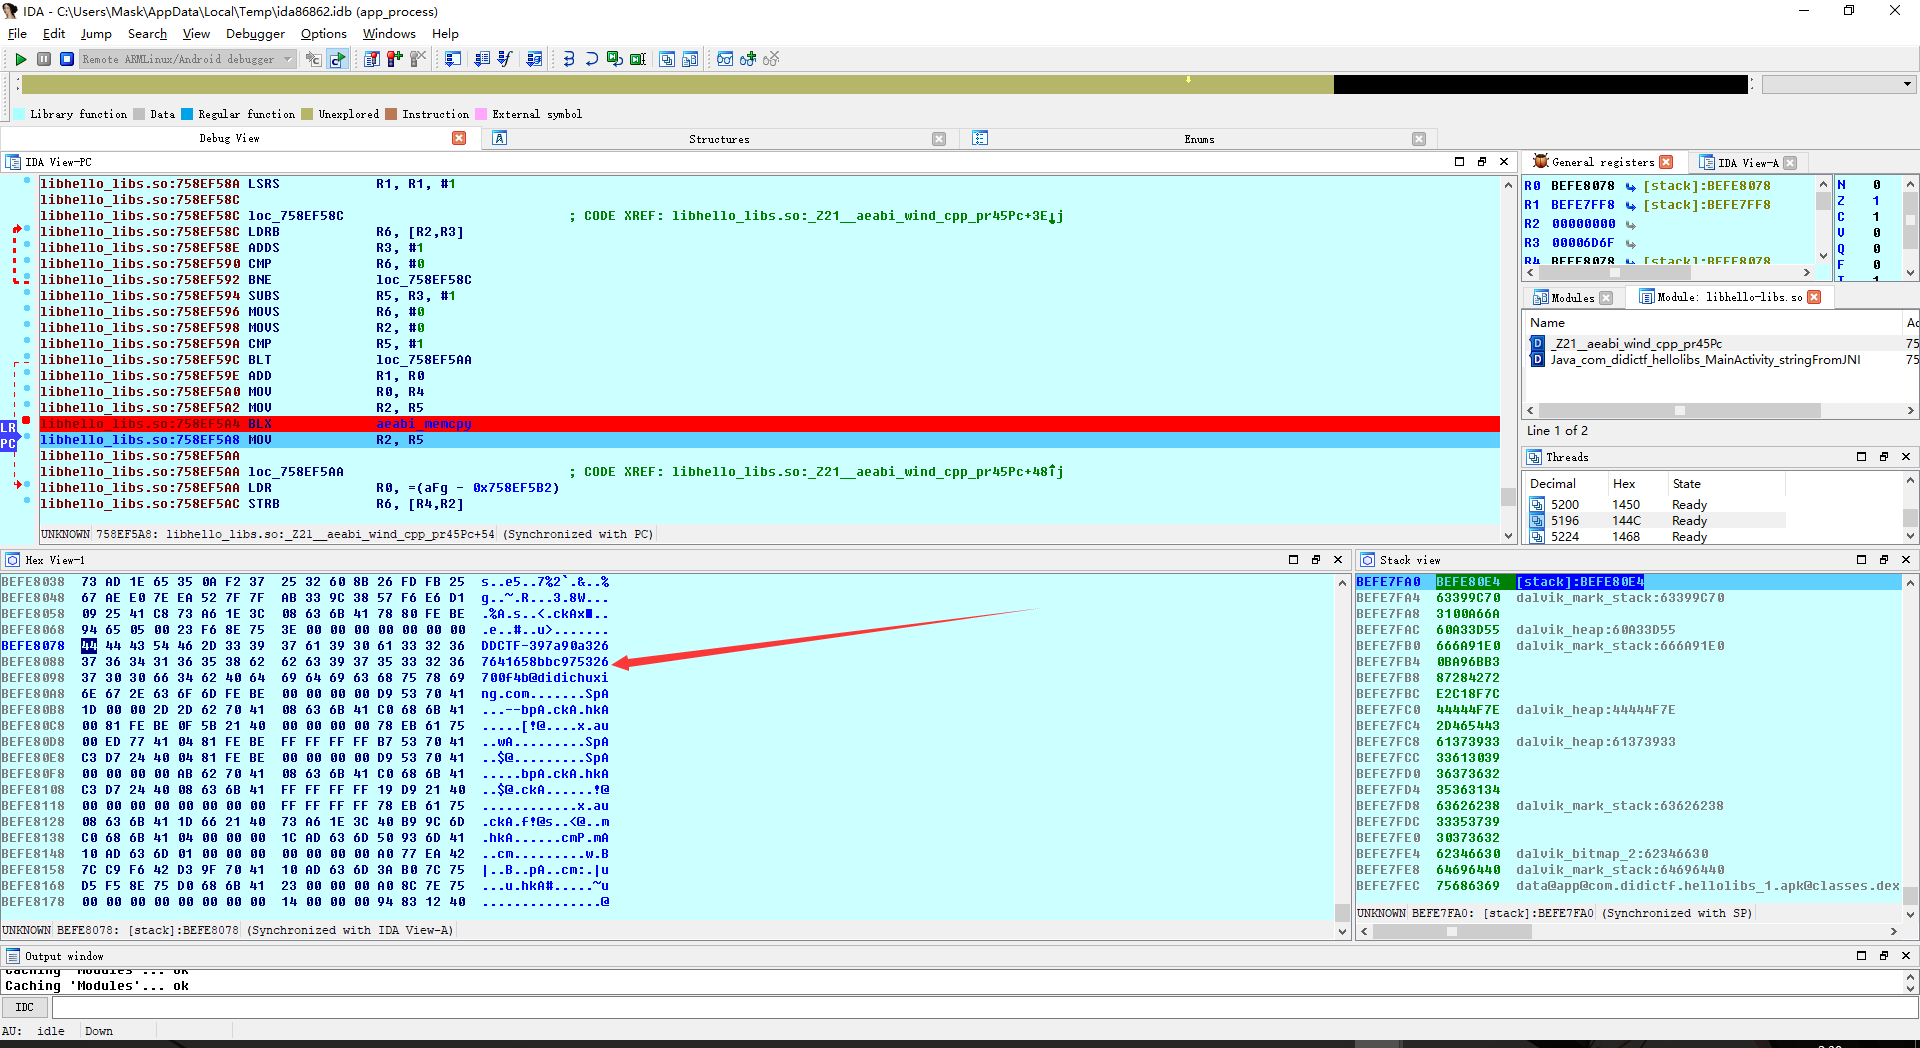 IDA - C:\Users\Mask\AppData\Local\Temp\ida86862.idb (app_process)
File Edit Jump Search View Debugger Options Windows Help
Remote ARMLinux/Android debugger
Library function Data Regular function Unexplored Instruction External symbol
Debug View Structures Enums
IDA View-PC
libhello_libs.so:758EF58A LSRS R1, R1, #1
libhello_libs.so:758EF58C
libhello_libs.so:758EF58C loc_758EF58C ; CODE XREF: libhello_libs.so:_Z21__aeabi_wind_cpp_pr45Pc+3E↓j
libhello_libs.so:758EF58C LDRB R6, [R2,R3]
libhello_libs.so:758EF58E ADDS R3, #1
libhello_libs.so:758EF590 CMP R6, #0
libhello_libs.so:758EF592 BNE loc_758EF58C
libhello_libs.so:758EF594 SUBS R5, R3, #1
libhello_libs.so:758EF596 MOVS R6, #0
libhello_libs.so:758EF598 MOVS R2, #0
libhello_libs.so:758EF59A CMP R5, #1
libhello_libs.so:758EF59C BLT loc_758EF5AA
libhello_libs.so:758EF59E ADD R1, R0
libhello_libs.so:758EF5A0 MOV R0, R4
libhello_libs.so:758EF5A2 MOV R2, R5
libhello_libs.so:758EF5A4 BLX aeabi_memcpy
libhello_libs.so:758EF5A8 MOV R2, R5
libhello_libs.so:758EF5AA
libhello_libs.so:758EF5AA loc_758EF5AA ; CODE XREF: libhello_libs.so:_Z21__aeabi_wind_cpp_pr45Pc+48↑j
libhello_libs.so:758EF5AA LDR R0, =(aFg - 0x758EF5B2)
libhello_libs.so:758EF5AC STRB R6, [R4,R2]
LR
PC
UNKNOWN 758EF5A8: libhello_libs.so:_Z21__aeabi_wind_cpp_pr45Pc+54 (Synchronized with PC)
General registers IDA View-A
R0 BEFE8078 [stack]:BEFE8078
R1 BEFE7FF8 [stack]:BEFE7FF8
R2 00000000
R3 00006D6F
R4 BEFE8078 [stack]:BEFE8078
N 0
Z 1
C 1
V 0
Q 0
F 0
T 1
Modules Module: libhello-libs.so
Name Ac
_Z21__aeabi_wind_cpp_pr45Pc 75
Java_com_didictf_hellolibs_MainActivity_stringFromJNI 75
Line 1 of 2
Threads
Decimal Hex State
5200 1450 Ready
5196 144C Ready
5224 1468 Ready
Hex View-1
BEFE8038 73 AD 1E 65 35 0A F2 37 25 32 60 8B 26 FD FB 25 s..e5..7%2`.&..%
BEFE8048 67 AE E0 7E EA 52 7F 7F AB 33 9C 38 57 F6 E6 D1 g..~.R...3.8W...
BEFE8058 09 25 41 C8 73 A6 1E 3C 08 63 6B 41 78 80 FE BE .%A.s..<.ckAx■..
BEFE8068 94 65 05 00 23 F6 8E 75 3E 00 00 00 00 00 00 00 .e..#..u>.......
BEFE8078 44 44 43 54 46 2D 33 39 37 61 39 30 61 33 32 36 DDCTF-397a90a326
BEFE8088 37 36 34 31 36 35 38 62 62 63 39 37 35 33 32 36 7641658bbc975326
BEFE8098 37 30 30 66 34 62 40 64 69 64 69 63 68 75 78 69 700f4b@didichuxi
BEFE80A8 6E 67 2E 63 6F 6D FE BE 00 00 00 00 D9 53 70 41 ng.com.......SpA
BEFE80B8 1D 00 00 2D 2D 62 70 41 08 63 6B 41 C0 68 6B 41 ...--bpA.ckA.hkA
BEFE80C8 00 81 FE BE 0F 5B 21 40 00 00 00 00 78 EB 61 75 .....[!@....x.au
BEFE80D8 00 ED 77 41 04 81 FE BE FF FF FF FF B7 53 70 41 ..wA.........SpA
BEFE80E8 C3 D7 24 40 04 81 FE BE 00 00 00 00 D9 53 70 41 ..$@.........SpA
BEFE80F8 00 00 00 00 AB 62 70 41 08 63 6B 41 C0 68 6B 41 .....bpA.ckA.hkA
BEFE8108 C3 D7 24 40 08 63 6B 41 FF FF FF FF 19 D9 21 40 ..$@.ckA......!@
BEFE8118 00 00 00 00 00 00 00 00 FF FF FF FF 78 EB 61 75 ............x.au
BEFE8128 08 63 6B 41 1D 66 21 40 73 A6 1E 3C 40 B9 9C 6D .ckA.f!@s..<@..m
BEFE8138 C0 68 6B 41 04 00 00 00 1C AD 63 6D 50 93 6D 41 .hkA......cmP.mA
BEFE8148 10 AD 63 6D 01 00 00 00 00 00 00 00 A0 77 EA 42 ..cm.........w.B
BEFE8158 7C C9 F6 42 D3 9F 70 41 10 AD 63 6D 3A B0 7C 75 |..B..pA..cm:.|u
BEFE8168 D5 F5 8E 75 D0 68 6B 41 23 00 00 00 A0 8C 7E 75 ...u.hkA#.....~u
BEFE8178 00 00 00 00 00 00 00 00 14 00 00 00 94 83 12 40 ...............@
UNKNOWN BEFE8078: [stack]:BEFE8078 (Synchronized with IDA View-A)
Stack view
BEFE7FA0 BEFE80E4 [stack]:BEFE80E4
BEFE7FA4 63399C70 dalvik_mark_stack:63399C70
BEFE7FA8 3100A66A
BEFE7FAC 60A33D55 dalvik_heap:60A33D55
BEFE7FB0 666A91E0 dalvik_mark_stack:666A91E0
BEFE7FB4 0BA96BB3
BEFE7FB8 87284272
BEFE7FBC E2C18F7C
BEFE7FC0 44444F7E dalvik_heap:44444F7E
BEFE7FC4 2D465443
BEFE7FC8 61373933 dalvik_heap:61373933
BEFE7FCC 33613039
BEFE7FD0 36373632
BEFE7FD4 35363134
BEFE7FD8 63626238 dalvik_mark_stack:63626238
BEFE7FDC 33353739
BEFE7FE0 30373632
BEFE7FE4 62346630 dalvik_bitmap_2:62346630
BEFE7FE8 64696440 dalvik_mark_stack:64696440
BEFE7FEC 75686369 data@app@com.didictf.hellolibs_1.apk@classes.dex
UNKNOWN BEFE7FA0: [stack]:BEFE7FA0 (Synchronized with SP)
Output window
Caching 'Modules'... ok
Caching 'Modules'... ok
IDC
AU: idle Down